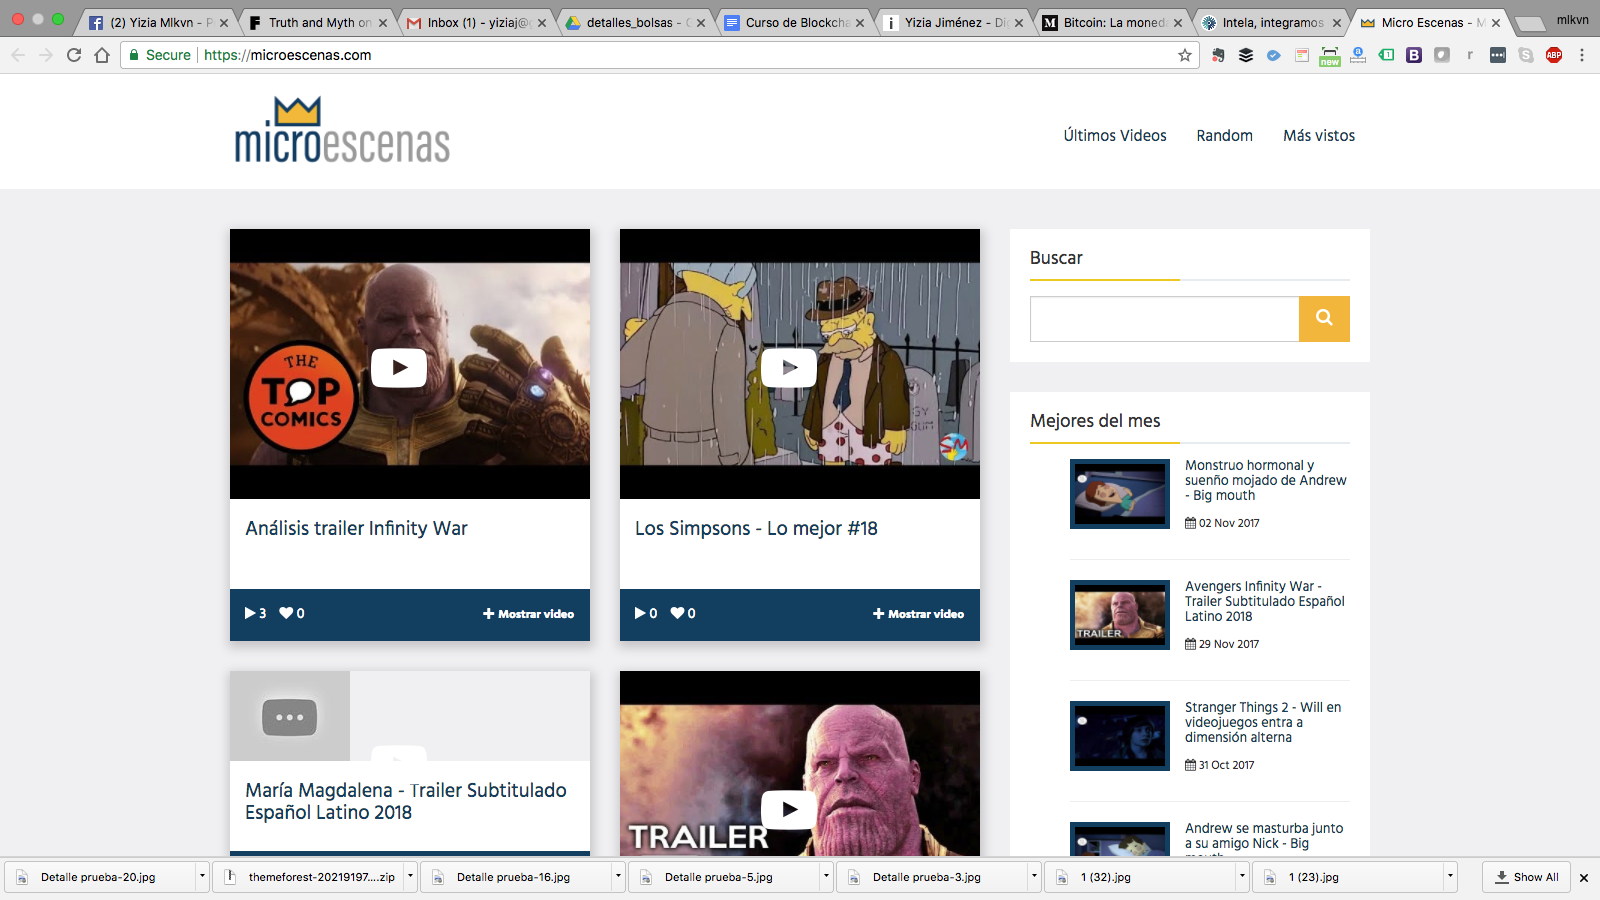 (2) Yizia Mlkvn - P
Truth and Myth on
Inbox (1) - yiziaj@
detalles_bolsas - G
Curso de Blockcha
Yizia Jiménez - Di
Bitcoin: La moned
Intela, integramos
Micro Escenas - M
mlkvn
Secure
https://microescenas.com
new
ABP
microescenas
Últimos Videos
Random
Más vistos
THE
TOP
COMICS
Análisis trailer Infinity War
3
0
Mostrar video
SM
Los Simpsons - Lo mejor #18
0
0
Mostrar video
María Magdalena - Trailer Subtitulado
Español Latino 2018
TRAILER
Buscar
Mejores del mes
Monstruo hormonal y
suenño mojado de Andrew
- Big mouth
02 Nov 2017
TRAILER
Avengers Infinity War -
Trailer Subtitulado Español
Latino 2018
29 Nov 2017
Stranger Things 2 - Will en
videojuegos entra a
dimensión alterna
31 Oct 2017
Andrew se masturba junto
a su amigo Nick - Big
Detalle prueba-20.jpg
themeforest-20219197....zip
Detalle prueba-16.jpg
Detalle prueba-5.jpg
Detalle prueba-3.jpg
1 (32).jpg
1 (23).jpg
Show All